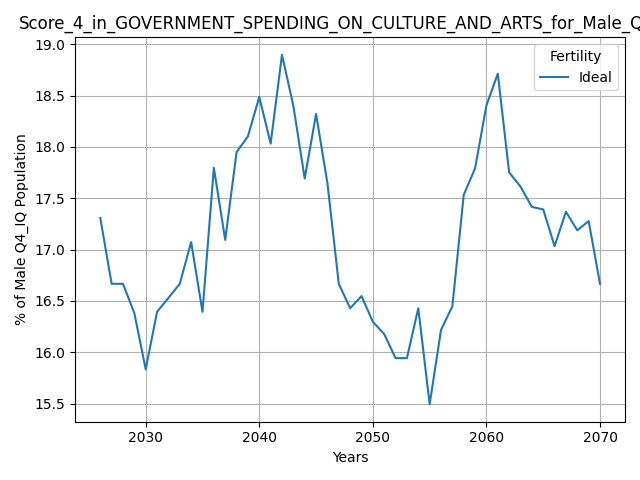 Score_4_in_GOVERNMENT_SPENDING_ON_CULTURE_AND_ARTS_for_Male_Q
Fertility
Ideal
% of Male Q4_IQ Population
19.0
18.5
18.0
17.5
17.0
16.5
16.0
15.5
2030 2040 2050 2060 2070
Years